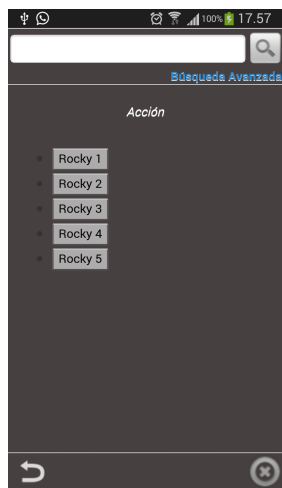 100% 17.57
Búsqueda Avanzada
Acción
Rocky 1
Rocky 2
Rocky 3
Rocky 4
Rocky 5